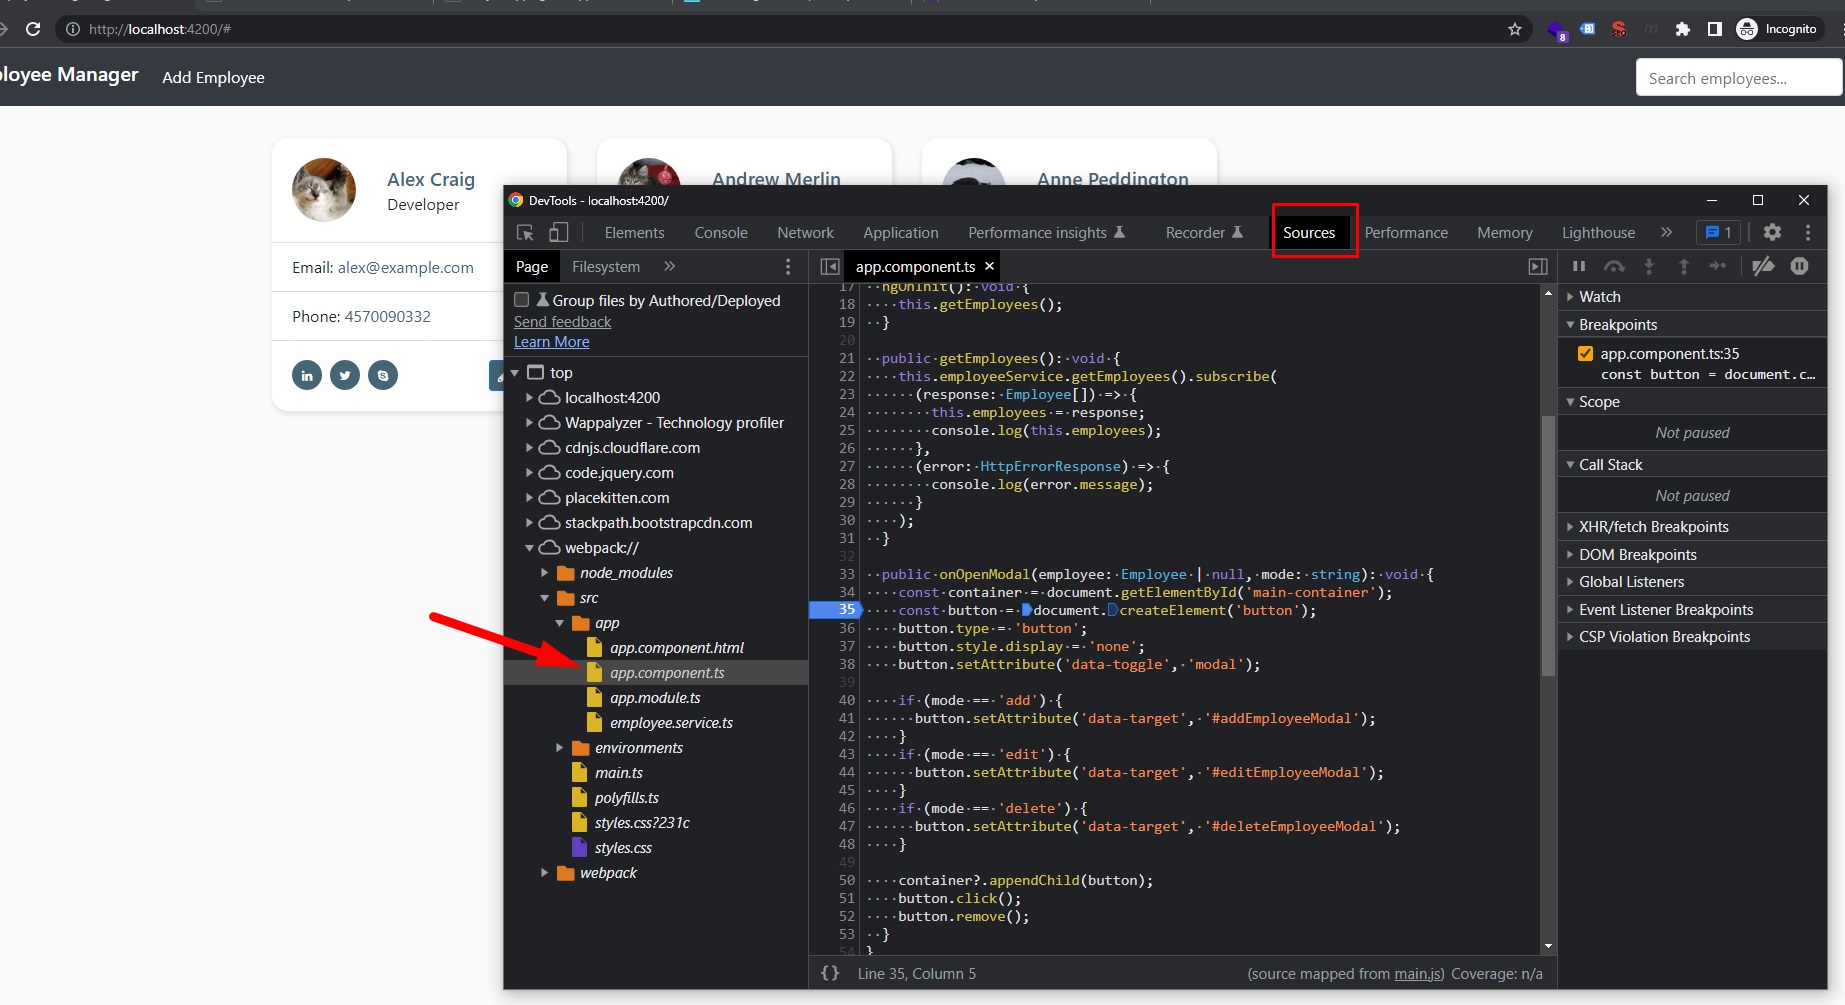 http://localhost:4200/#
8
Incognito
loyee Manager
Add Employee
Search employees...
Alex Craig
Developer
Email: alex@example.com
Phone: 4570090332
Andrew Merlin
Anne Peddington
DevTools - localhost:4200/
Elements
Console
Network
Application
Performance insights
Recorder
Sources
Performance
Memory
Lighthouse
1
Page
Filesystem
Group files by Authored/Deployed
Send feedback
Learn More
top
localhost:4200
Wappalyzer - Technology profiler
cdnjs.cloudflare.com
code.jquery.com
placekitten.com
stackpath.bootstrapcdn.com
webpack://
node_modules
src
app
app.component.html
app.component.ts
app.module.ts
employee.service.ts
environments
main.ts
polyfills.ts
styles.css?231c
styles.css
webpack
app.component.ts
17 ··ngOnInit():·void·{
18 ····this.getEmployees();
19 ··}
20
21 ··public·getEmployees():·void·{
22 ····this.employeeService.getEmployees().subscribe(
23 ······(response:·Employee[])·=>·{
24 ········this.employees·=·response;
25 ········console.log(this.employees);
26 ······},
27 ······(error:·HttpErrorResponse)·=>·{
28 ········console.log(error.message);
29 ······}
30 ····);
31 ··}
32
33 ··public·onOpenModal(employee:·Employee·|·null,·mode:·string):·void·{
34 ····const·container·=·document.getElementById('main-container');
35 ····const·button·=·document.createElement('button');
36 ····button.type·=·'button';
37 ····button.style.display·=·'none';
38 ····button.setAttribute('data-toggle',·'modal');
39
40 ····if·(mode·==·'add')·{
41 ······button.setAttribute('data-target',·'#addEmployeeModal');
42 ····}
43 ····if·(mode·==·'edit')·{
44 ······button.setAttribute('data-target',·'#editEmployeeModal');
45 ····}
46 ····if·(mode·==·'delete')·{
47 ······button.setAttribute('data-target',·'#deleteEmployeeModal');
48 ····}
49
50 ····container?.appendChild(button);
51 ····button.click();
52 ····button.remove();
53 ··}
54 }
{} Line 35, Column 5
(source mapped from main.js) Coverage: n/a
Watch
Breakpoints
app.component.ts:35
const button = document.c…
Scope
Not paused
Call Stack
Not paused
XHR/fetch Breakpoints
DOM Breakpoints
Global Listeners
Event Listener Breakpoints
CSP Violation Breakpoints